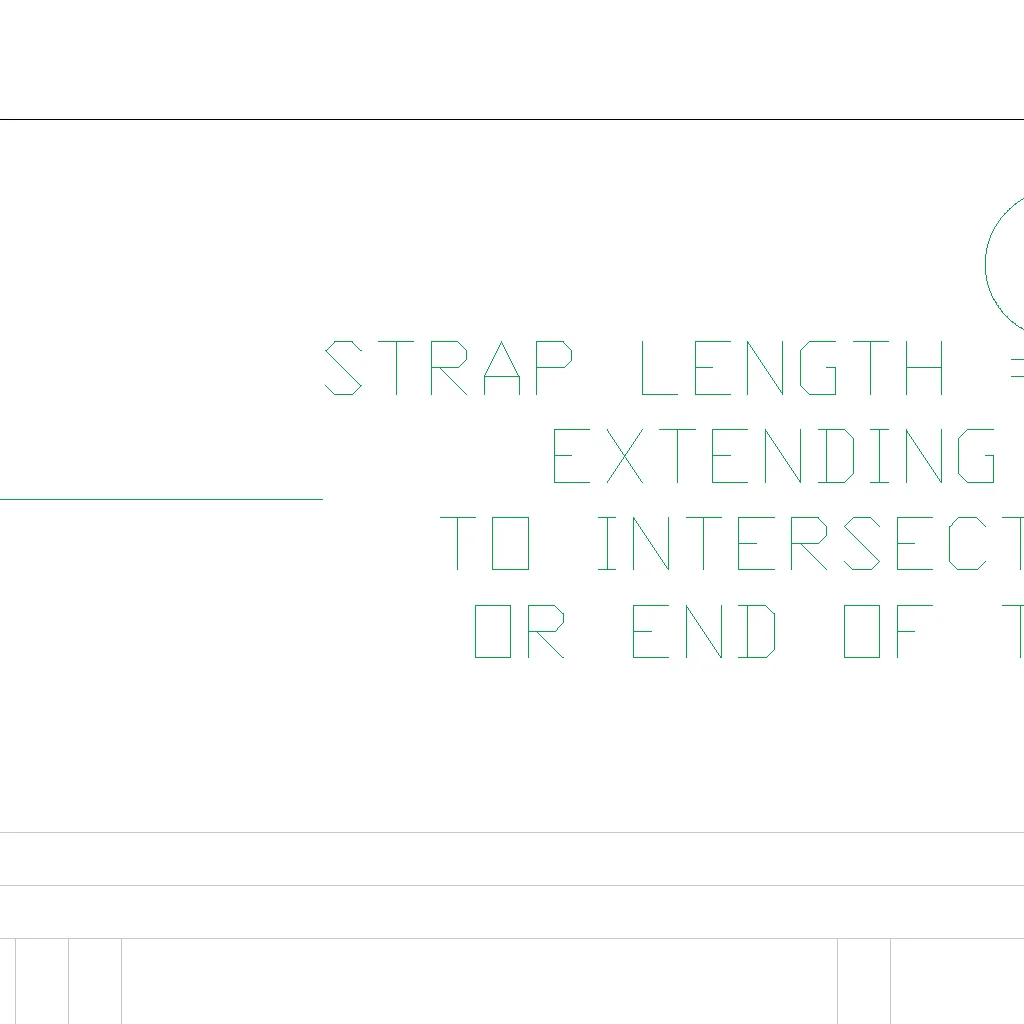 STRAP LENGTH =
EXTENDING
TO INTERSECT
OR END OF T